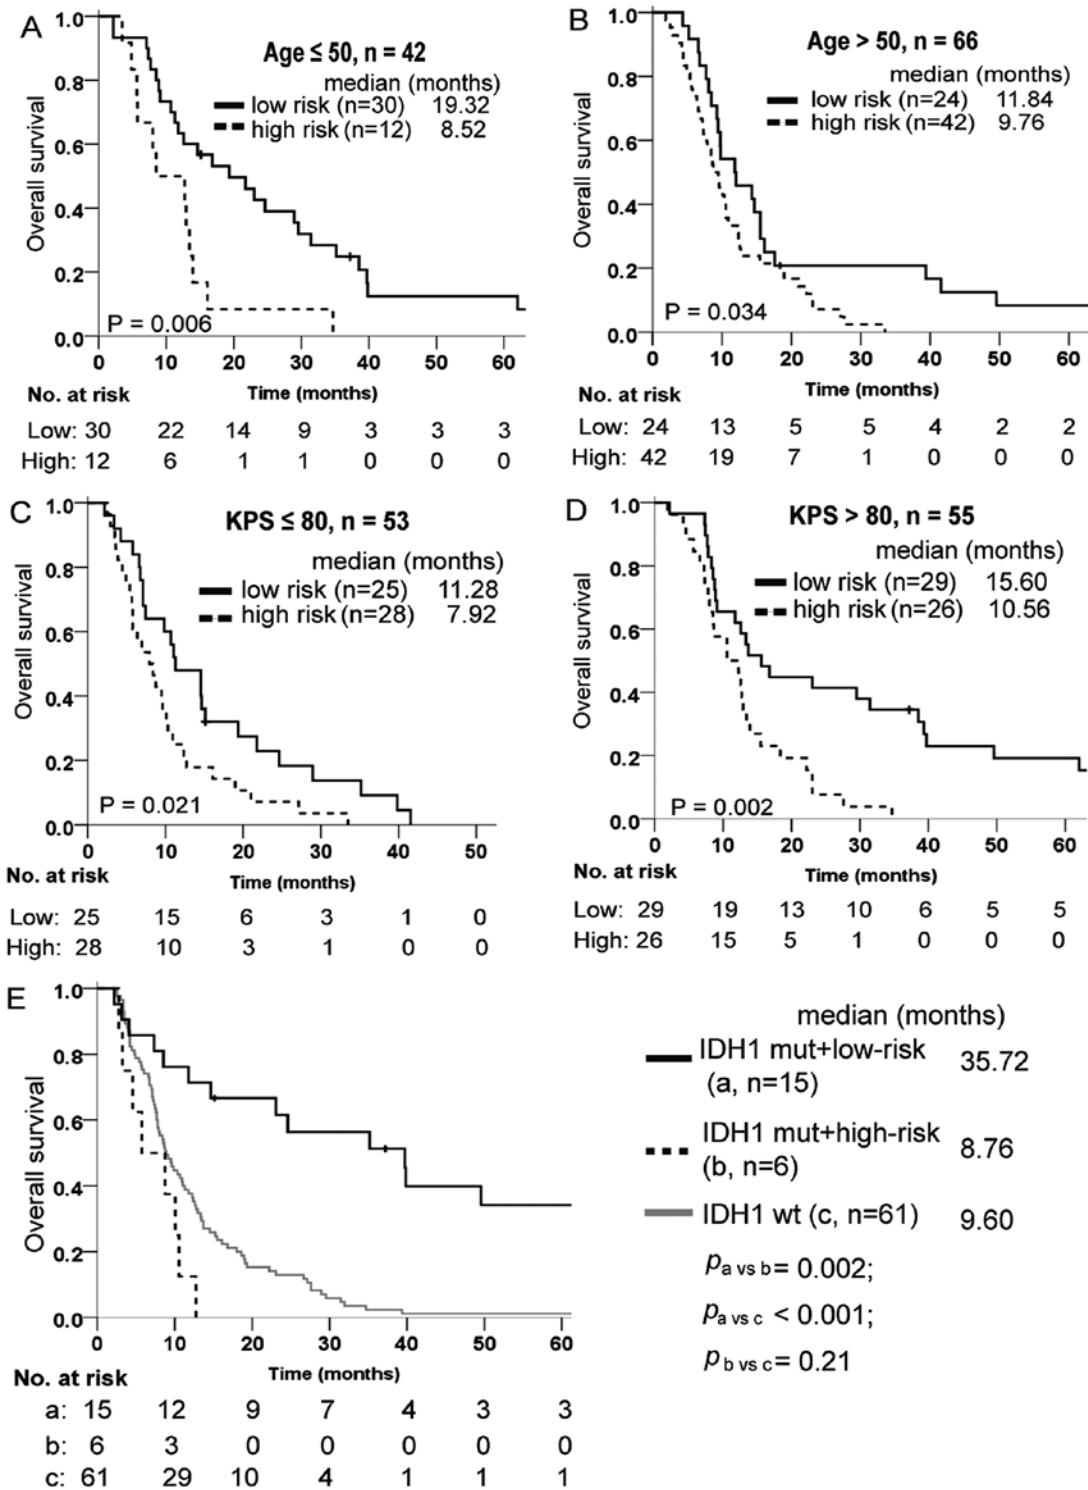 A
Age ≤ 50, n = 42
median (months)
low risk (n=30) 19.32
high risk (n=12) 8.52
Overall survival
1.0
0.8
0.6
0.4
0.2
0.0
P = 0.006
0 10 20 30 40 50 60
No. at risk
Time (months)
Low: 30 22 14 9 3 3 3
High: 12 6 1 1 0 0 0
B
Age > 50, n = 66
median (months)
low risk (n=24) 11.84
high risk (n=42) 9.76
Overall survival
1.0
0.8
0.6
0.4
0.2
0.0
P = 0.034
0 10 20 30 40 50 60
No. at risk
Time (months)
Low: 24 13 5 5 4 2 2
High: 42 19 7 1 0 0 0
C
KPS ≤ 80, n = 53
median (months)
low risk (n=25) 11.28
high risk (n=28) 7.92
Overall survival
1.0
0.8
0.6
0.4
0.2
0.0
P = 0.021
0 10 20 30 40 50
No. at risk
Time (months)
Low: 25 15 6 3 1 0
High: 28 10 3 1 0 0
D
KPS > 80, n = 55
median (months)
low risk (n=29) 15.60
high risk (n=26) 10.56
Overall survival
1.0
0.8
0.6
0.4
0.2
0.0
P = 0.002
0 10 20 30 40 50 60
No. at risk
Time (months)
Low: 29 19 13 10 6 5 5
High: 26 15 5 1 0 0 0
E
Overall survival
1.0
0.8
0.6
0.4
0.2
0.0
0 10 20 30 40 50 60
No. at risk
Time (months)
a: 15 12 9 7 4 3 3
b: 6 3 0 0 0 0 0
c: 61 29 10 4 1 1 1
median (months)
IDH1 mut+low-risk 35.72
(a, n=15)
IDH1 mut+high-risk 8.76
(b, n=6)
IDH1 wt (c, n=61) 9.60
p a vs b = 0.002;
p a vs c < 0.001;
p b vs c = 0.21